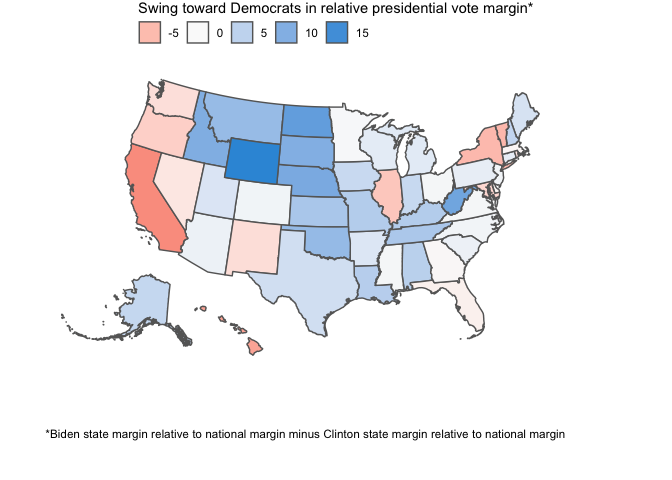 Swing toward Democrats in relative presidential vote margin*
-5 0 5 10 15
*Biden state margin relative to national margin minus Clinton state margin relative to national margin